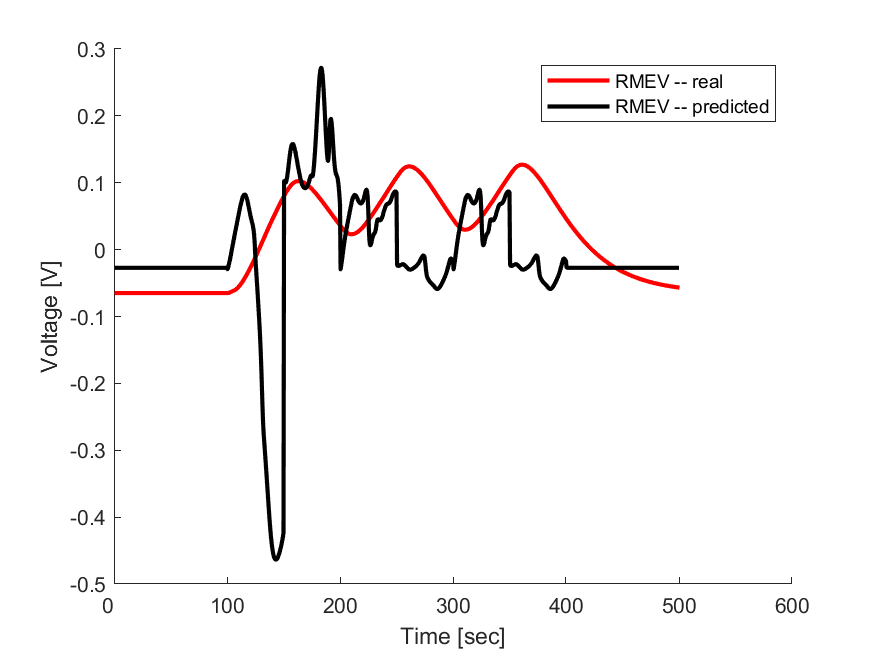 0.3
0.2
0.1
0
-0.1
-0.2
-0.3
-0.4
-0.5
Voltage [V]
RMEV -- real
RMEV -- predicted
0 100 200 300 400 500 600
Time [sec]